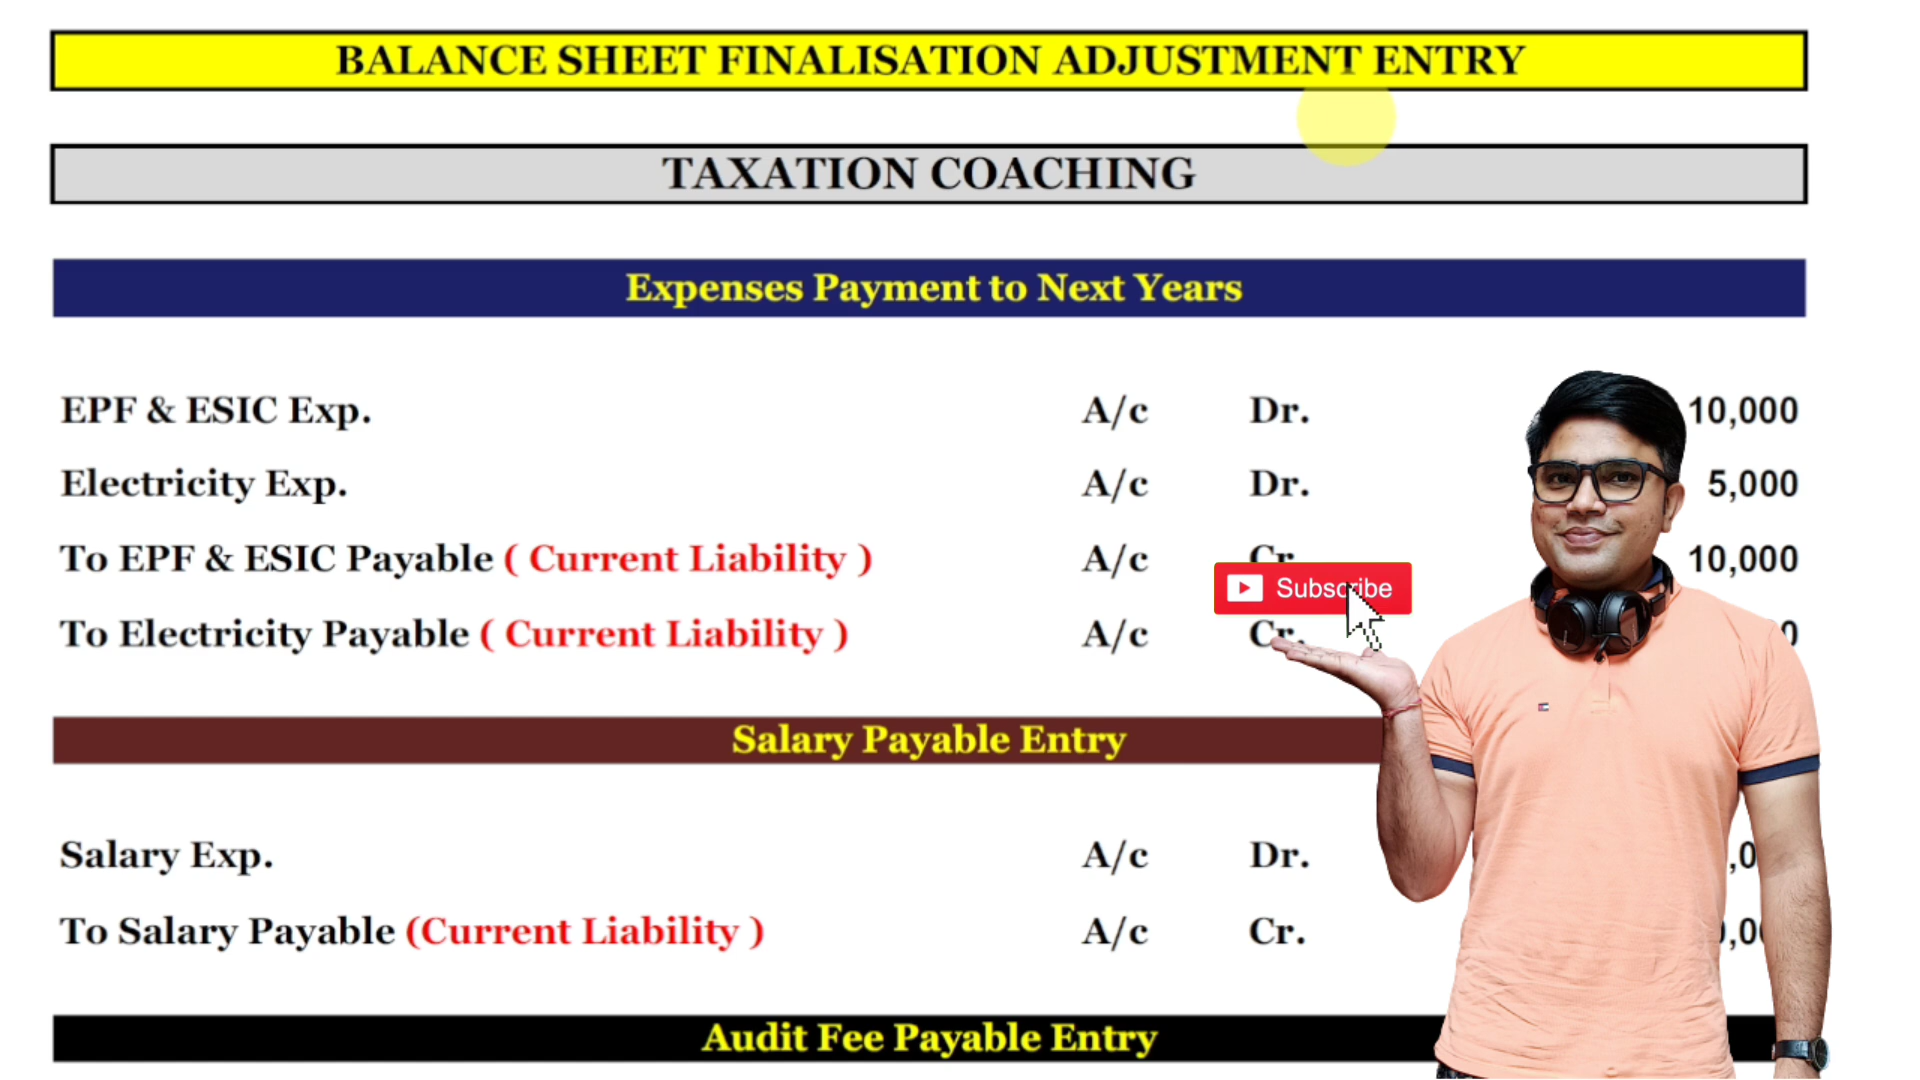 BALANCE SHEET FINALISATION ADJUSTMENT ENTRY
TAXATION COACHING
Expenses Payment to Next Years
EPF & ESIC Exp. A/c Dr. 10,000
Electricity Exp. A/c Dr. 5,000
To EPF & ESIC Payable ( Current Liability ) A/c Cr. 10,000
Subscribe
To Electricity Payable ( Current Liability ) A/c Cr.
Salary Payable Entry
Salary Exp. A/c Dr.
To Salary Payable (Current Liability ) A/c Cr.
Audit Fee Payable Entry